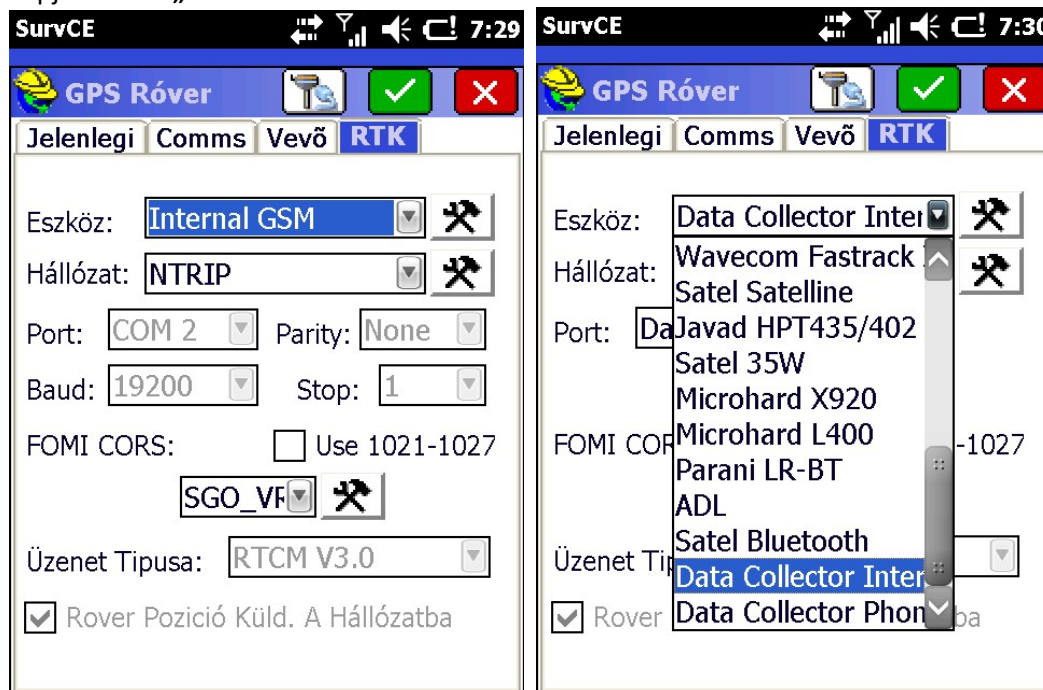 SurvCE 7:29
GPS Róver
Jelenlegi Comms Vevõ RTK
Eszköz: Internal GSM
Hállózat: NTRIP
Port: COM 2 Parity: None
Baud: 19200 Stop: 1
FOMI CORS: Use 1021-1027
SGO_VR
Üzenet Tipusa: RTCM V3.0
Rover Pozició Küld. A Hállózatba
SurvCE 7:30
GPS Róver
Jelenlegi Comms Vevõ RTK
Eszköz: Data Collector Inter
Hállózat:
Wavecom Fastrack
Satel Satelline
Port: Da
Javad HPT435/402
Satel 35W
Microhard X920
Microhard L400
FOMI COR -1027
Parani LR-BT
ADL
Satel Bluetooth
Üzenet Tip
Data Collector Inter
Rover ba
Data Collector Phon